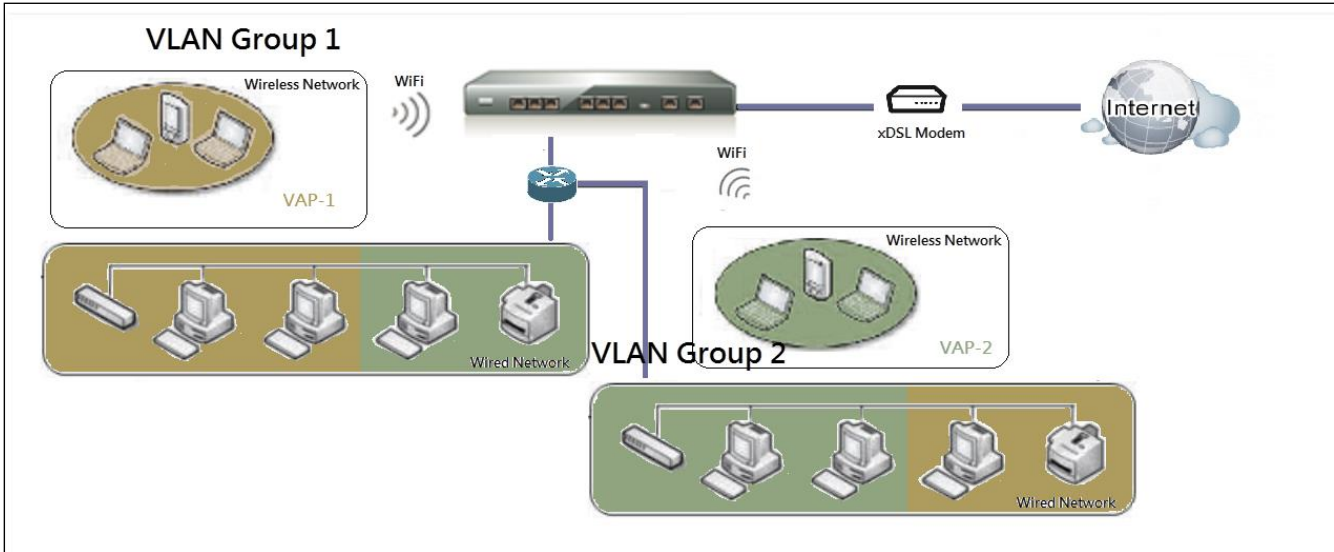 VLAN Group 1
Wireless Network
VAP-1
WiFi
xDSL Modem
Internet
WiFi
Wired Network
Wireless Network
VAP-2
VLAN Group 2
Wired Network